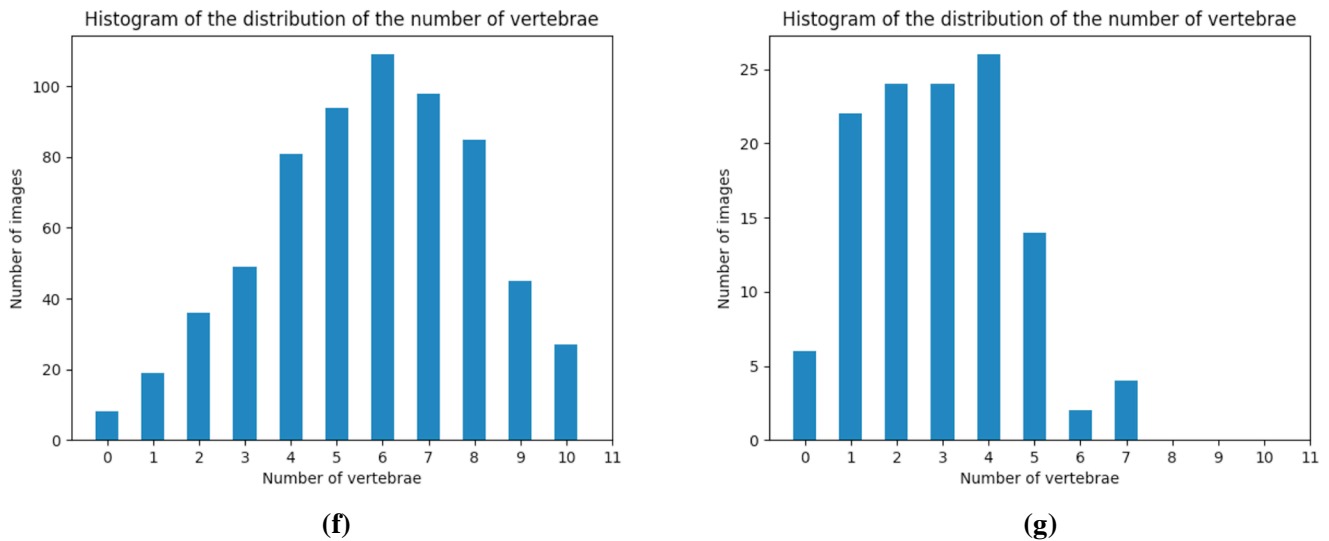 Histogram of the distribution of the number of vertebrae
Number of images
100
80
60
40
20
0
0 1 2 3 4 5 6 7 8 9 10 11
Number of vertebrae
(f)
Histogram of the distribution of the number of vertebrae
Number of images
25
20
15
10
5
0
0 1 2 3 4 5 6 7 8 9 10 11
Number of vertebrae
(g)